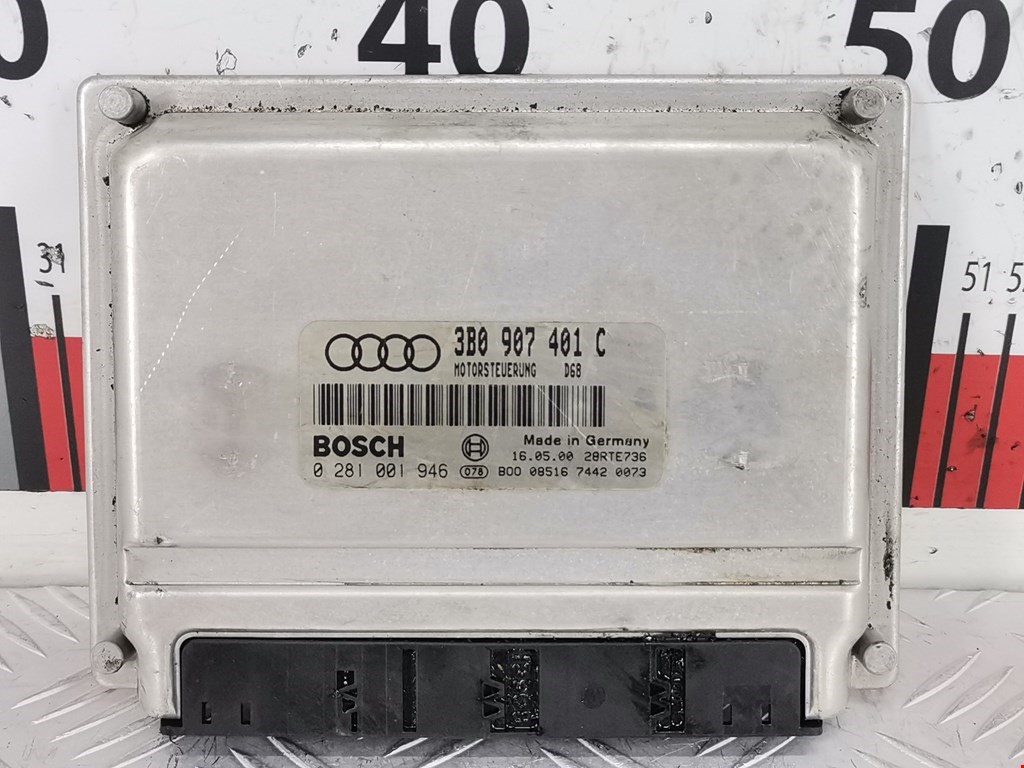 40
50
31
51
3B0 907 401 C
MOTORSTEUERUNG D68
BOSCH
Made in Germany
16.05.00 28RTE736
0 281 001 946 078 B00 08516 7442 0073